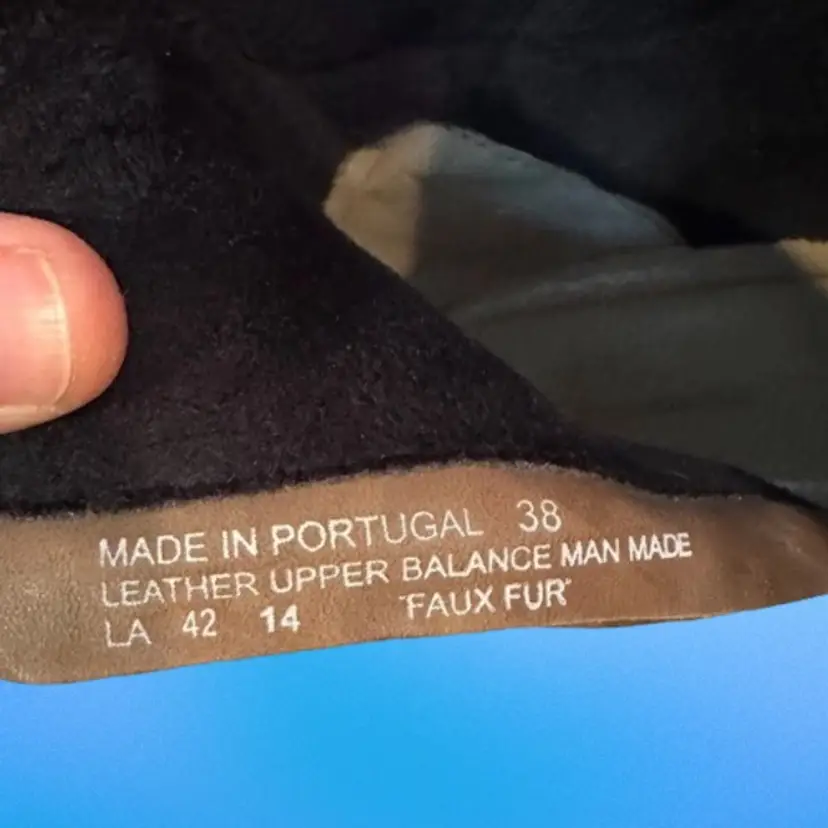 MADE IN PORTUGAL 38
LEATHER UPPER BALANCE MAN MADE
LA 42 14 "FAUX FUR"